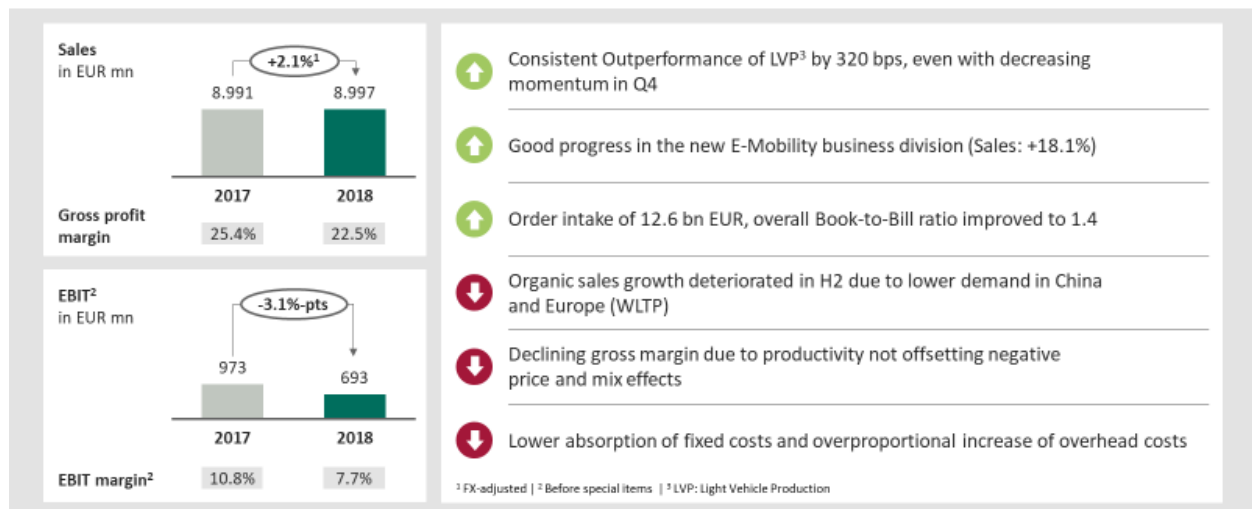 Sales
in EUR mn
+2.1%¹
8.991
8.997
2017
2018
Gross profit
margin
25.4%
22.5%
EBIT²
in EUR mn
-3.1%-pts
973
693
2017
2018
EBIT margin²
10.8%
7.7%
Consistent Outperformance of LVP³ by 320 bps, even with decreasing
momentum in Q4
Good progress in the new E-Mobility business division (Sales: +18.1%)
Order intake of 12.6 bn EUR, overall Book-to-Bill ratio improved to 1.4
Organic sales growth deteriorated in H2 due to lower demand in China
and Europe (WLTP)
Declining gross margin due to productivity not offsetting negative
price and mix effects
Lower absorption of fixed costs and overproportional increase of overhead costs
¹ FX-adjusted | ² Before special items | ³ LVP: Light Vehicle Production